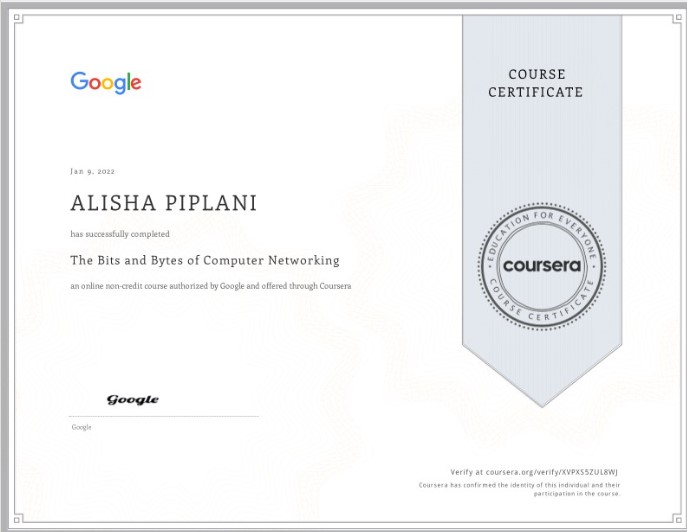 Google
COURSE
CERTIFICATE
Jan 9, 2022
ALISHA PIPLANI
has successfully completed
The Bits and Bytes of Computer Networking
an online non-credit course authorized by Google and offered through Coursera
EDUCATION FOR EVERYONE
coursera
COURSE CERTIFICATE
Google
Google
Verify at coursera.org/verify/XVPXS5ZUL8WJ
Coursera has confirmed the identity of this individual and their
participation in the course.